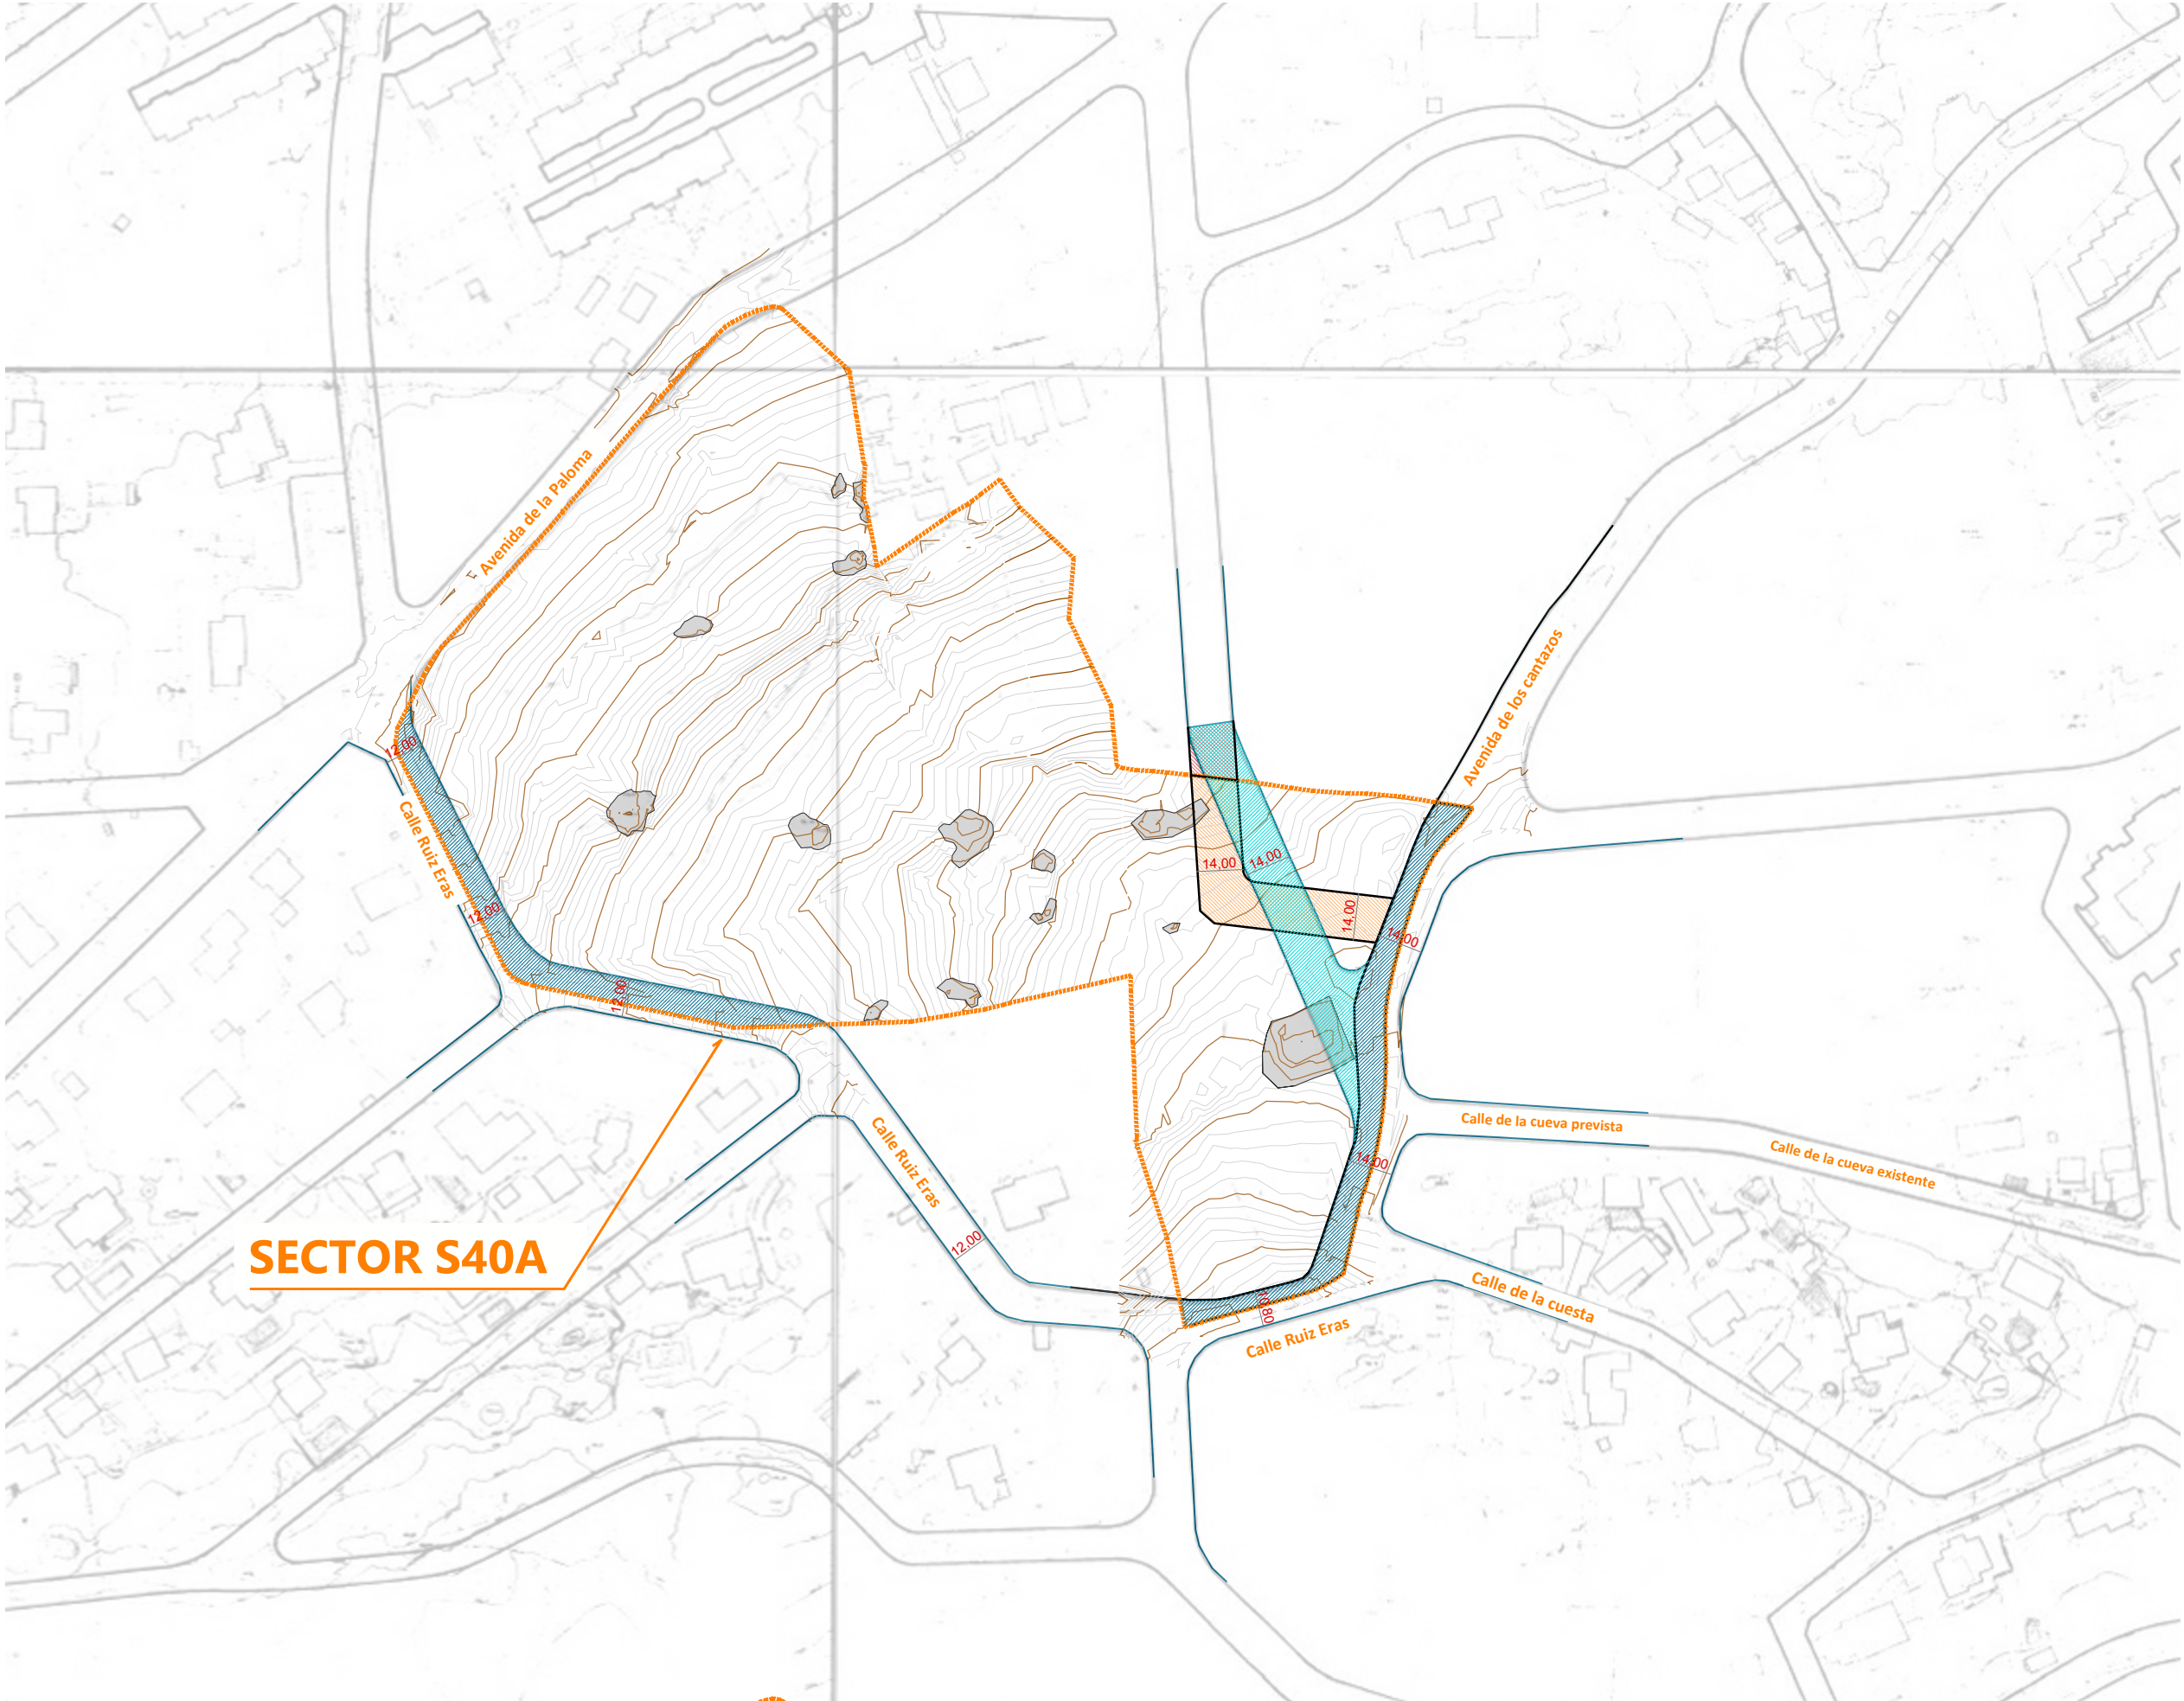 Avenida de la Paloma
Avenida de los cantazos
12.00
Calle Ruiz Eras
12.00
14,00
14,00
14.00
14.00
12.00
Calle de la cueva prevista
Calle de la cueva existente
Calle Ruiz Eras
14.00
12.00
SECTOR S40A
Calle de la cuesta
10.80
Calle Ruiz Eras